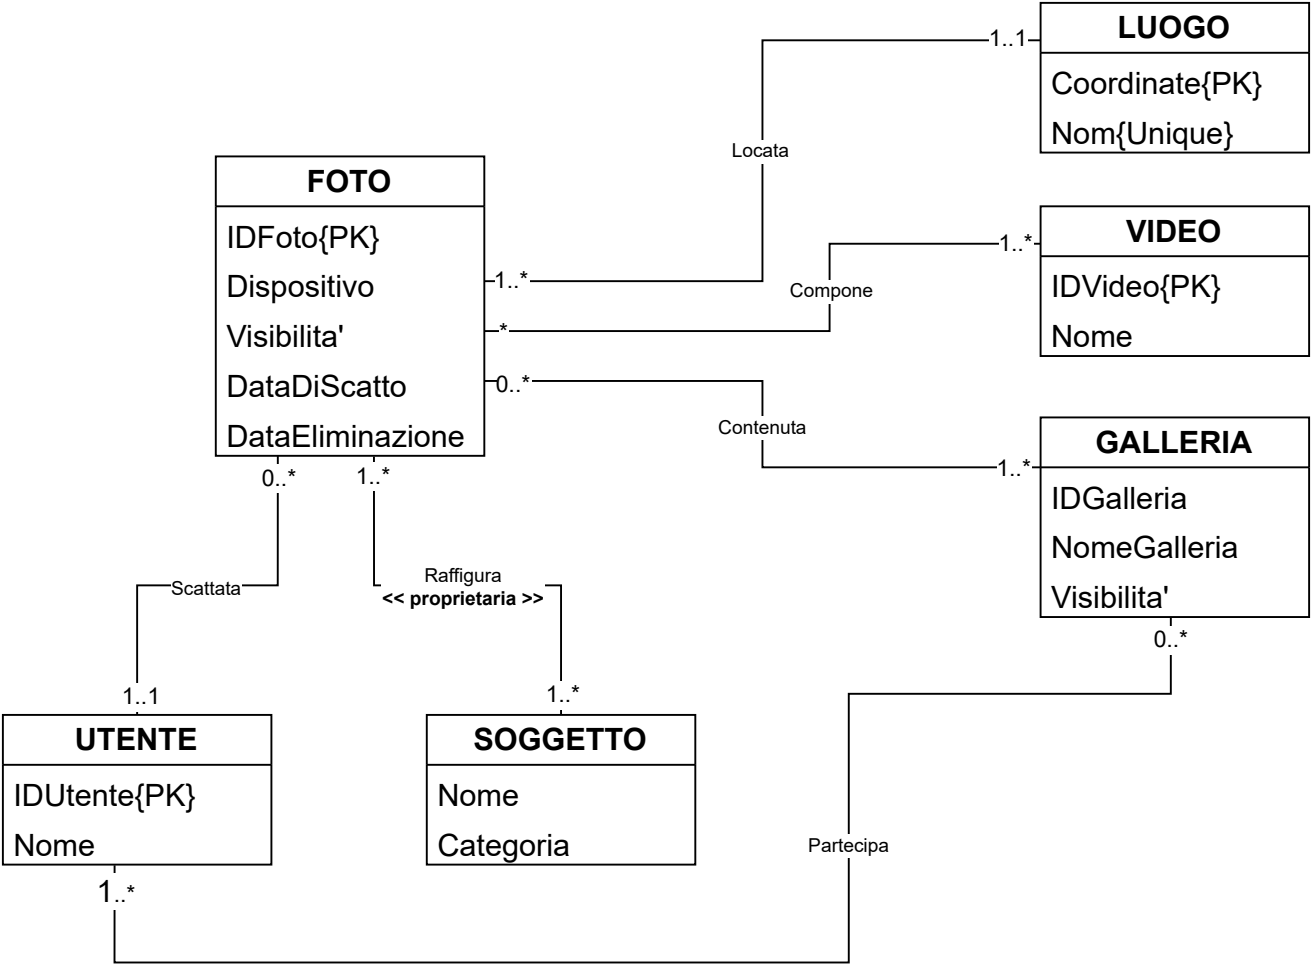 LUOGO
Coordinate{PK}
Nom{Unique}
1..1
Locata
FOTO
IDFoto{PK}
Dispositivo
Visibilita'
DataDiScatto
DataEliminazione
1..*
*
0..*
Compone
1..*
VIDEO
IDVideo{PK}
Nome
Contenuta
1..*
GALLERIA
IDGalleria
NomeGalleria
Visibilita'
0..*
0..*
1..*
Scattata
Raffigura
<< proprietaria >>
1..1
1..*
UTENTE
IDUtente{PK}
Nome
SOGGETTO
Nome
Categoria
1..*
Partecipa